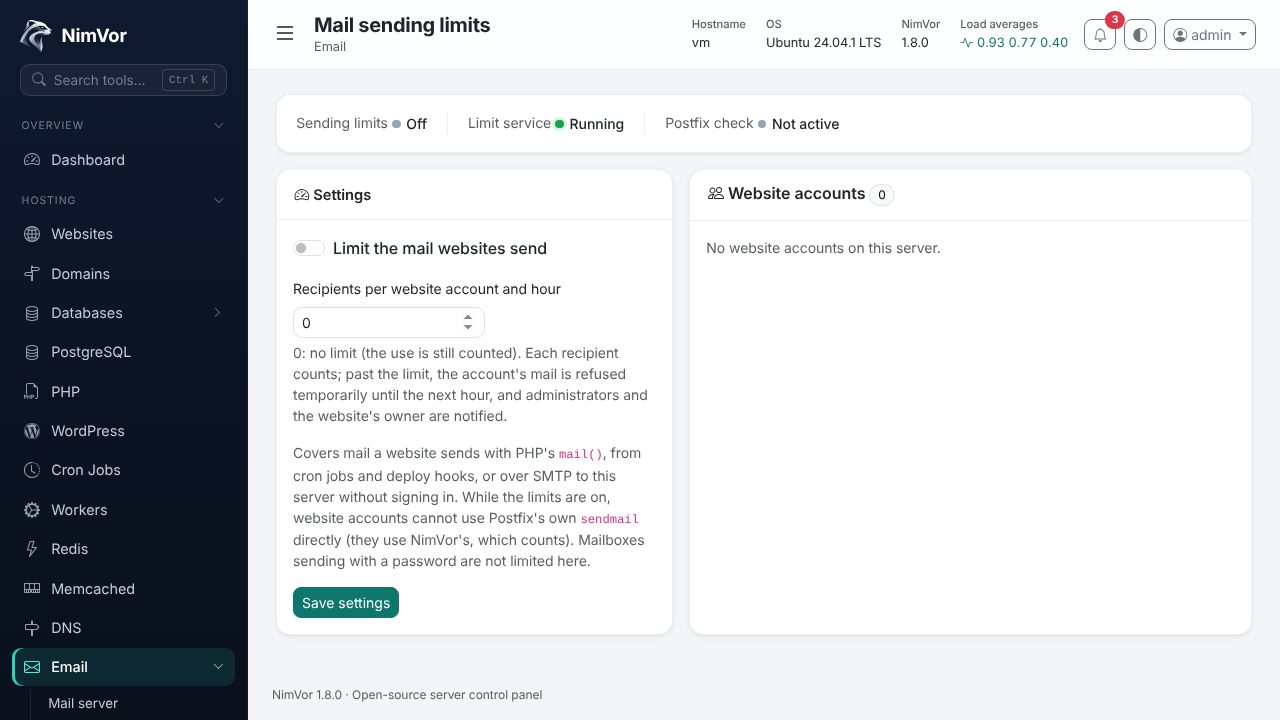 NimVor
Search tools...
Ctrl K
OVERVIEW
Dashboard
HOSTING
Websites
Domains
Databases
PostgreSQL
PHP
WordPress
Cron Jobs
Workers
Redis
Memcached
DNS
Email
Mail server
Mail sending limits
Email
Hostname
vm
OS
Ubuntu 24.04.1 LTS
NimVor
1.8.0
Load averages
0.93 0.77 0.40
3
admin
Sending limits Off
Limit service Running
Postfix check Not active
Settings
Limit the mail websites send
Recipients per website account and hour
0
0: no limit (the use is still counted). Each recipient
counts; past the limit, the account's mail is refused
temporarily until the next hour, and administrators and
the website's owner are notified.
Covers mail a website sends with PHP's mail(), from
cron jobs and deploy hooks, or over SMTP to this
server without signing in. While the limits are on,
website accounts cannot use Postfix's own sendmail
directly (they use NimVor's, which counts). Mailboxes
sending with a password are not limited here.
Save settings
Website accounts 0
No website accounts on this server.
NimVor 1.8.0 · Open-source server control panel